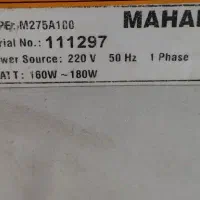 PE: M275A100 MAHA
rial No.: 111297
wer Source: 220 V 50 Hz 1 Phase
ATT: 160W ~ 180W